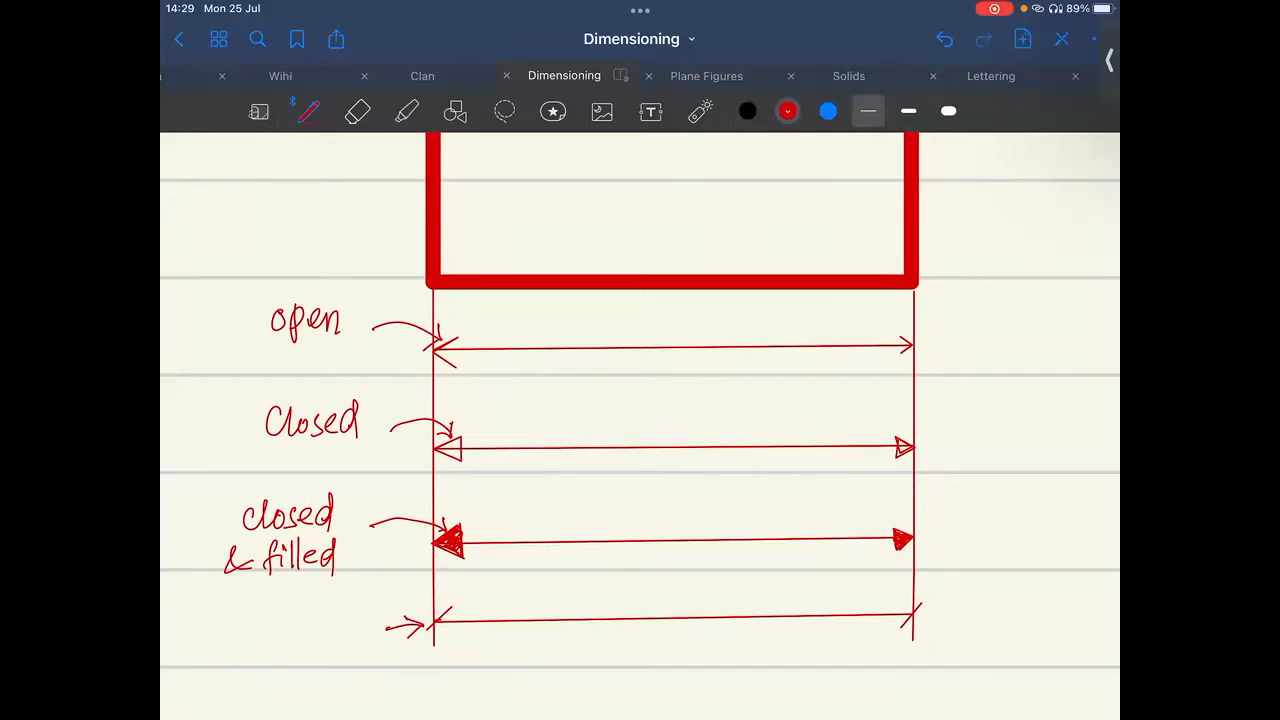 14:29 Mon 25 Jul
89%
Dimensioning
Wihi
Clan
Dimensioning
Plane Figures
Solids
Lettering
open
Closed
closed
& filled